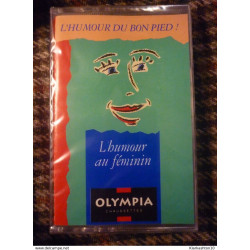 L'HUMOUR DU BON PIED !
L'humour
au féminin
OLYMPIA